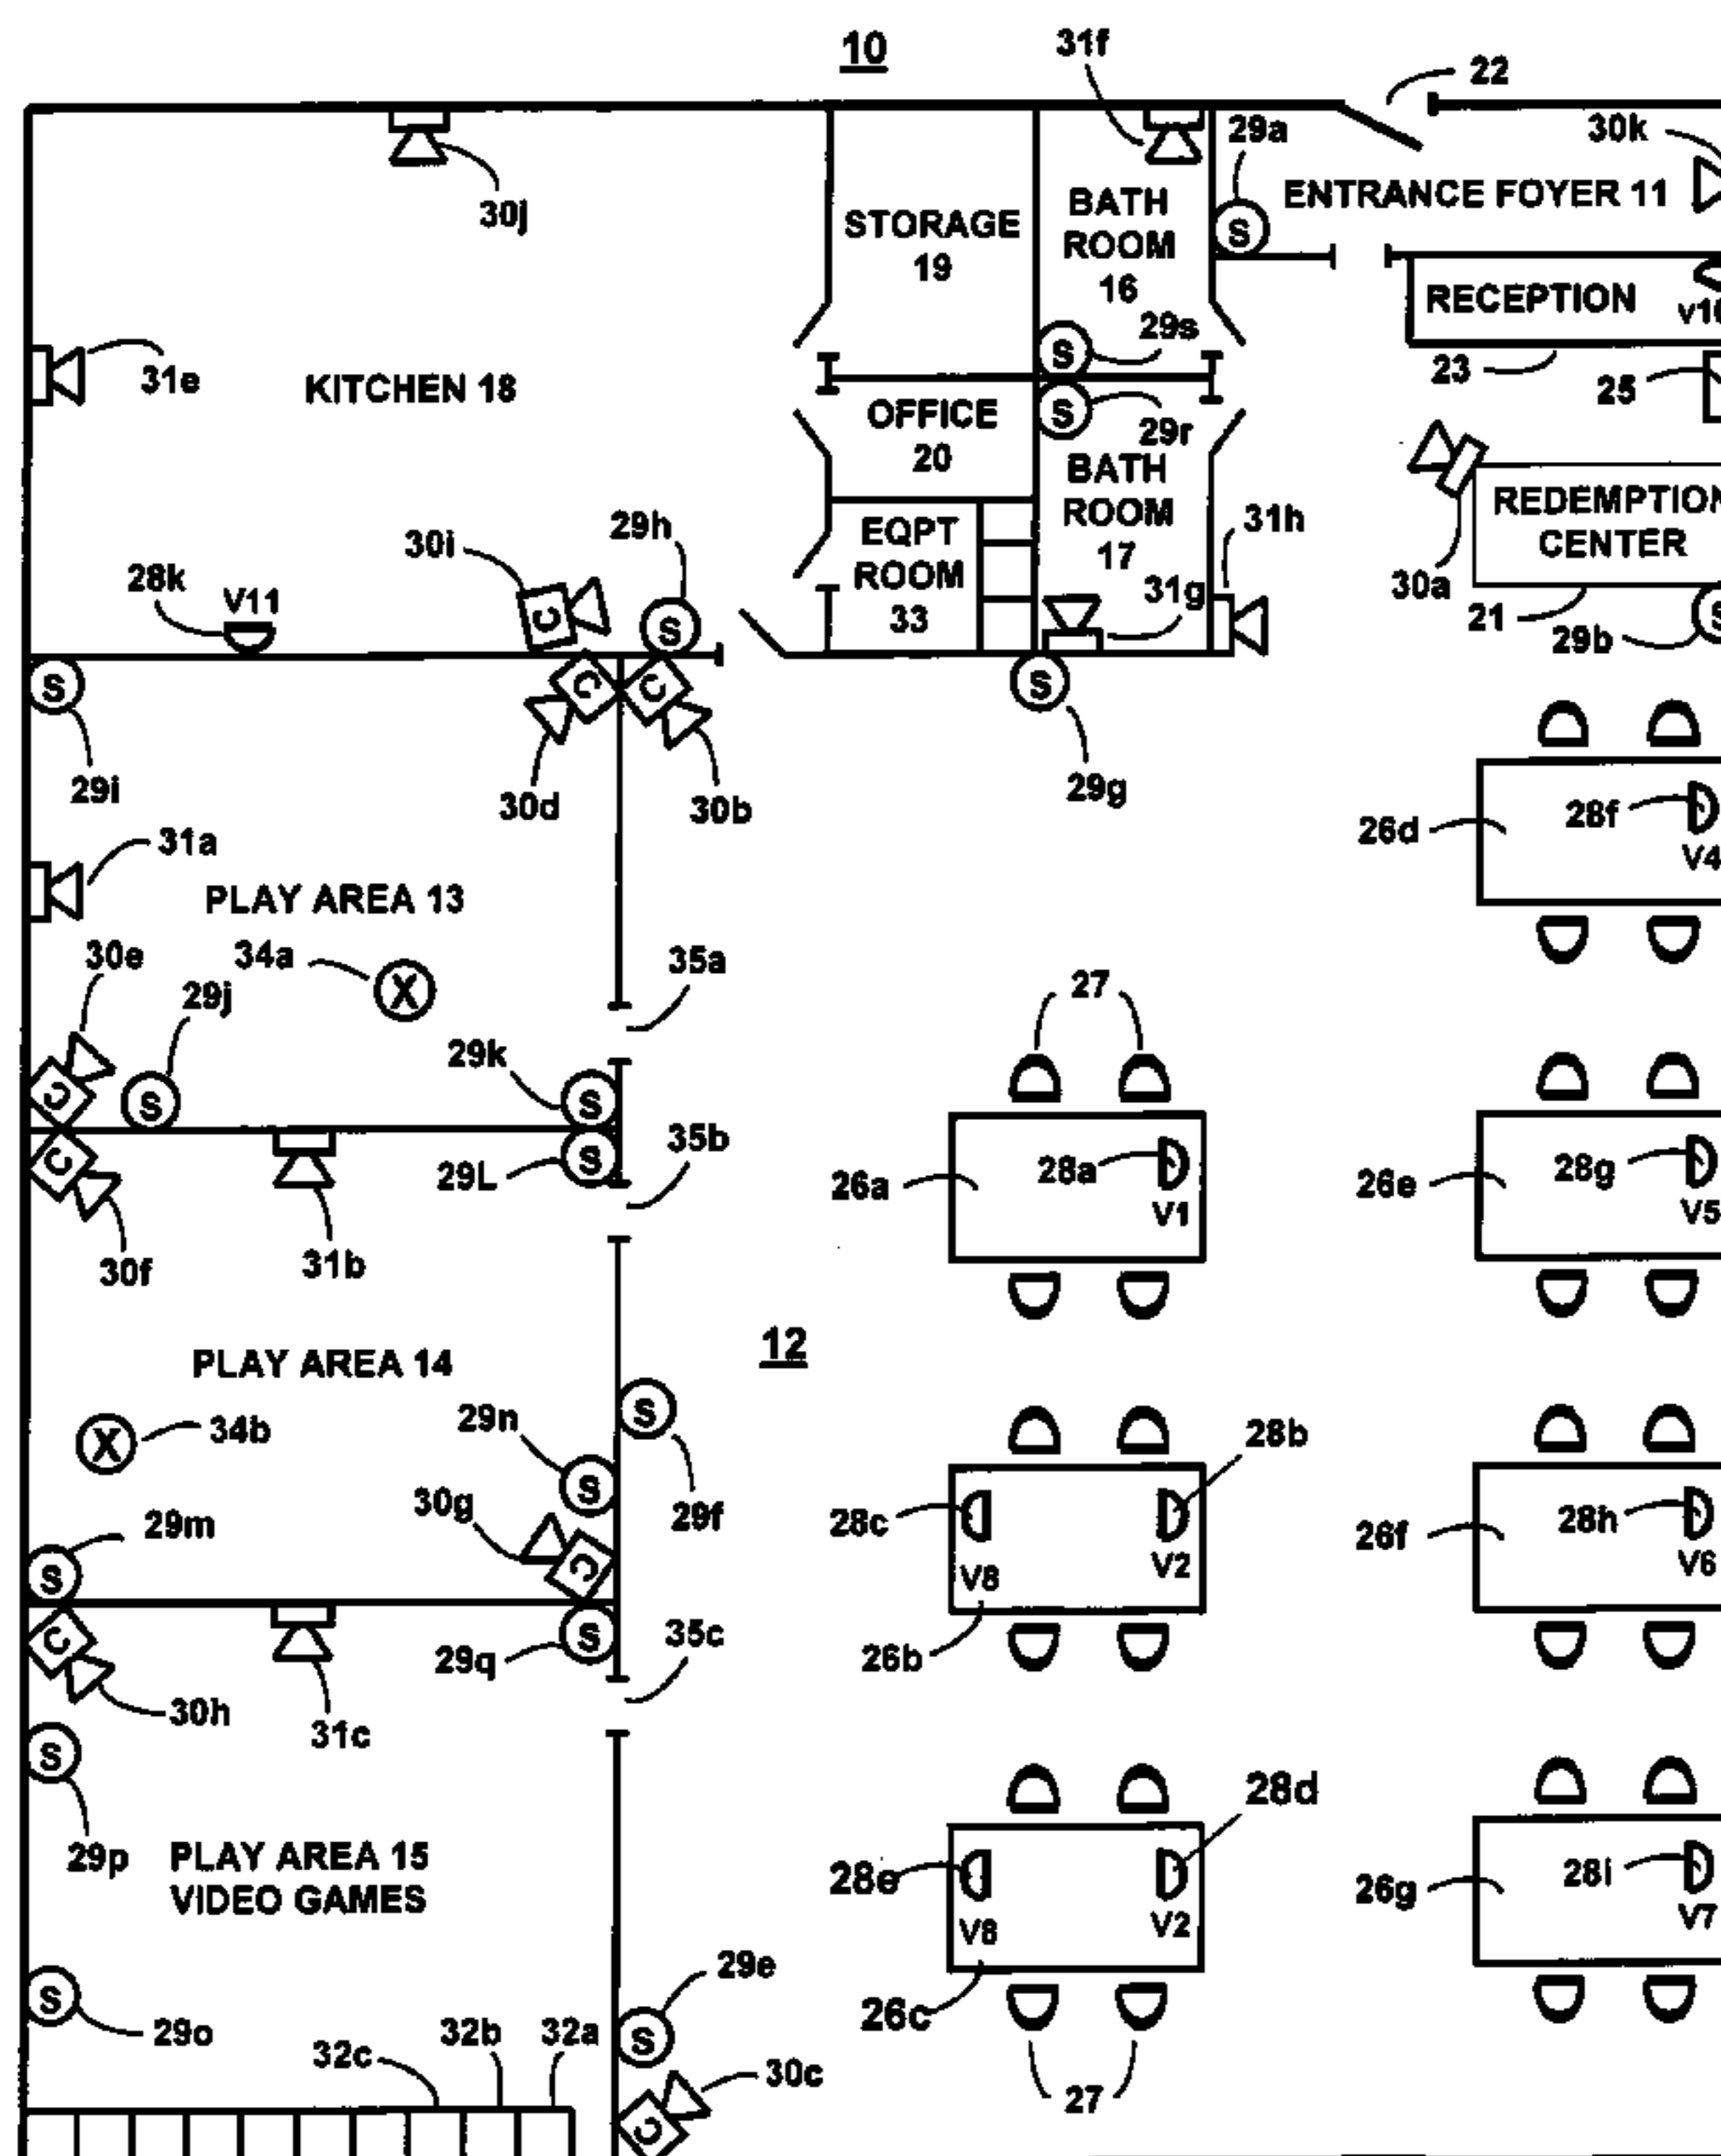 10
31f
22
29a
30k
30j
STORAGE
19
BATH
ROOM
16
S
ENTRANCE FOYER 11
RECEPTION
29s
S
23
25
31e
KITCHEN 18
OFFICE
20
S
29r
BATH
ROOM
17
REDEMPTION
CENTER
30a
21
29b
S
EQPT
ROOM
33
31h
31g
30i
C
29h
S
28k
V11
S
29i
C
C
30d
30b
S
29g
31a
PLAY AREA 13
28f
26d
V4
30e
34a
X
29j
35a
27
29k
S
C
S
C
29L
S
35b
30f
31b
26a
28a
V1
26e
28g
V5
12
PLAY AREA 14
34b
X
29n
S
S
29f
28b
28c
V8
V2
26b
26f
28h
V6
29m
S
30g
C
C
30h
31c
29q
S
35c
S
29p
PLAY AREA 15
VIDEO GAMES
28d
28e
V8
V2
26c
26g
28i
V7
S
29o
29e
S
32c
32b
32a
30c
C
27